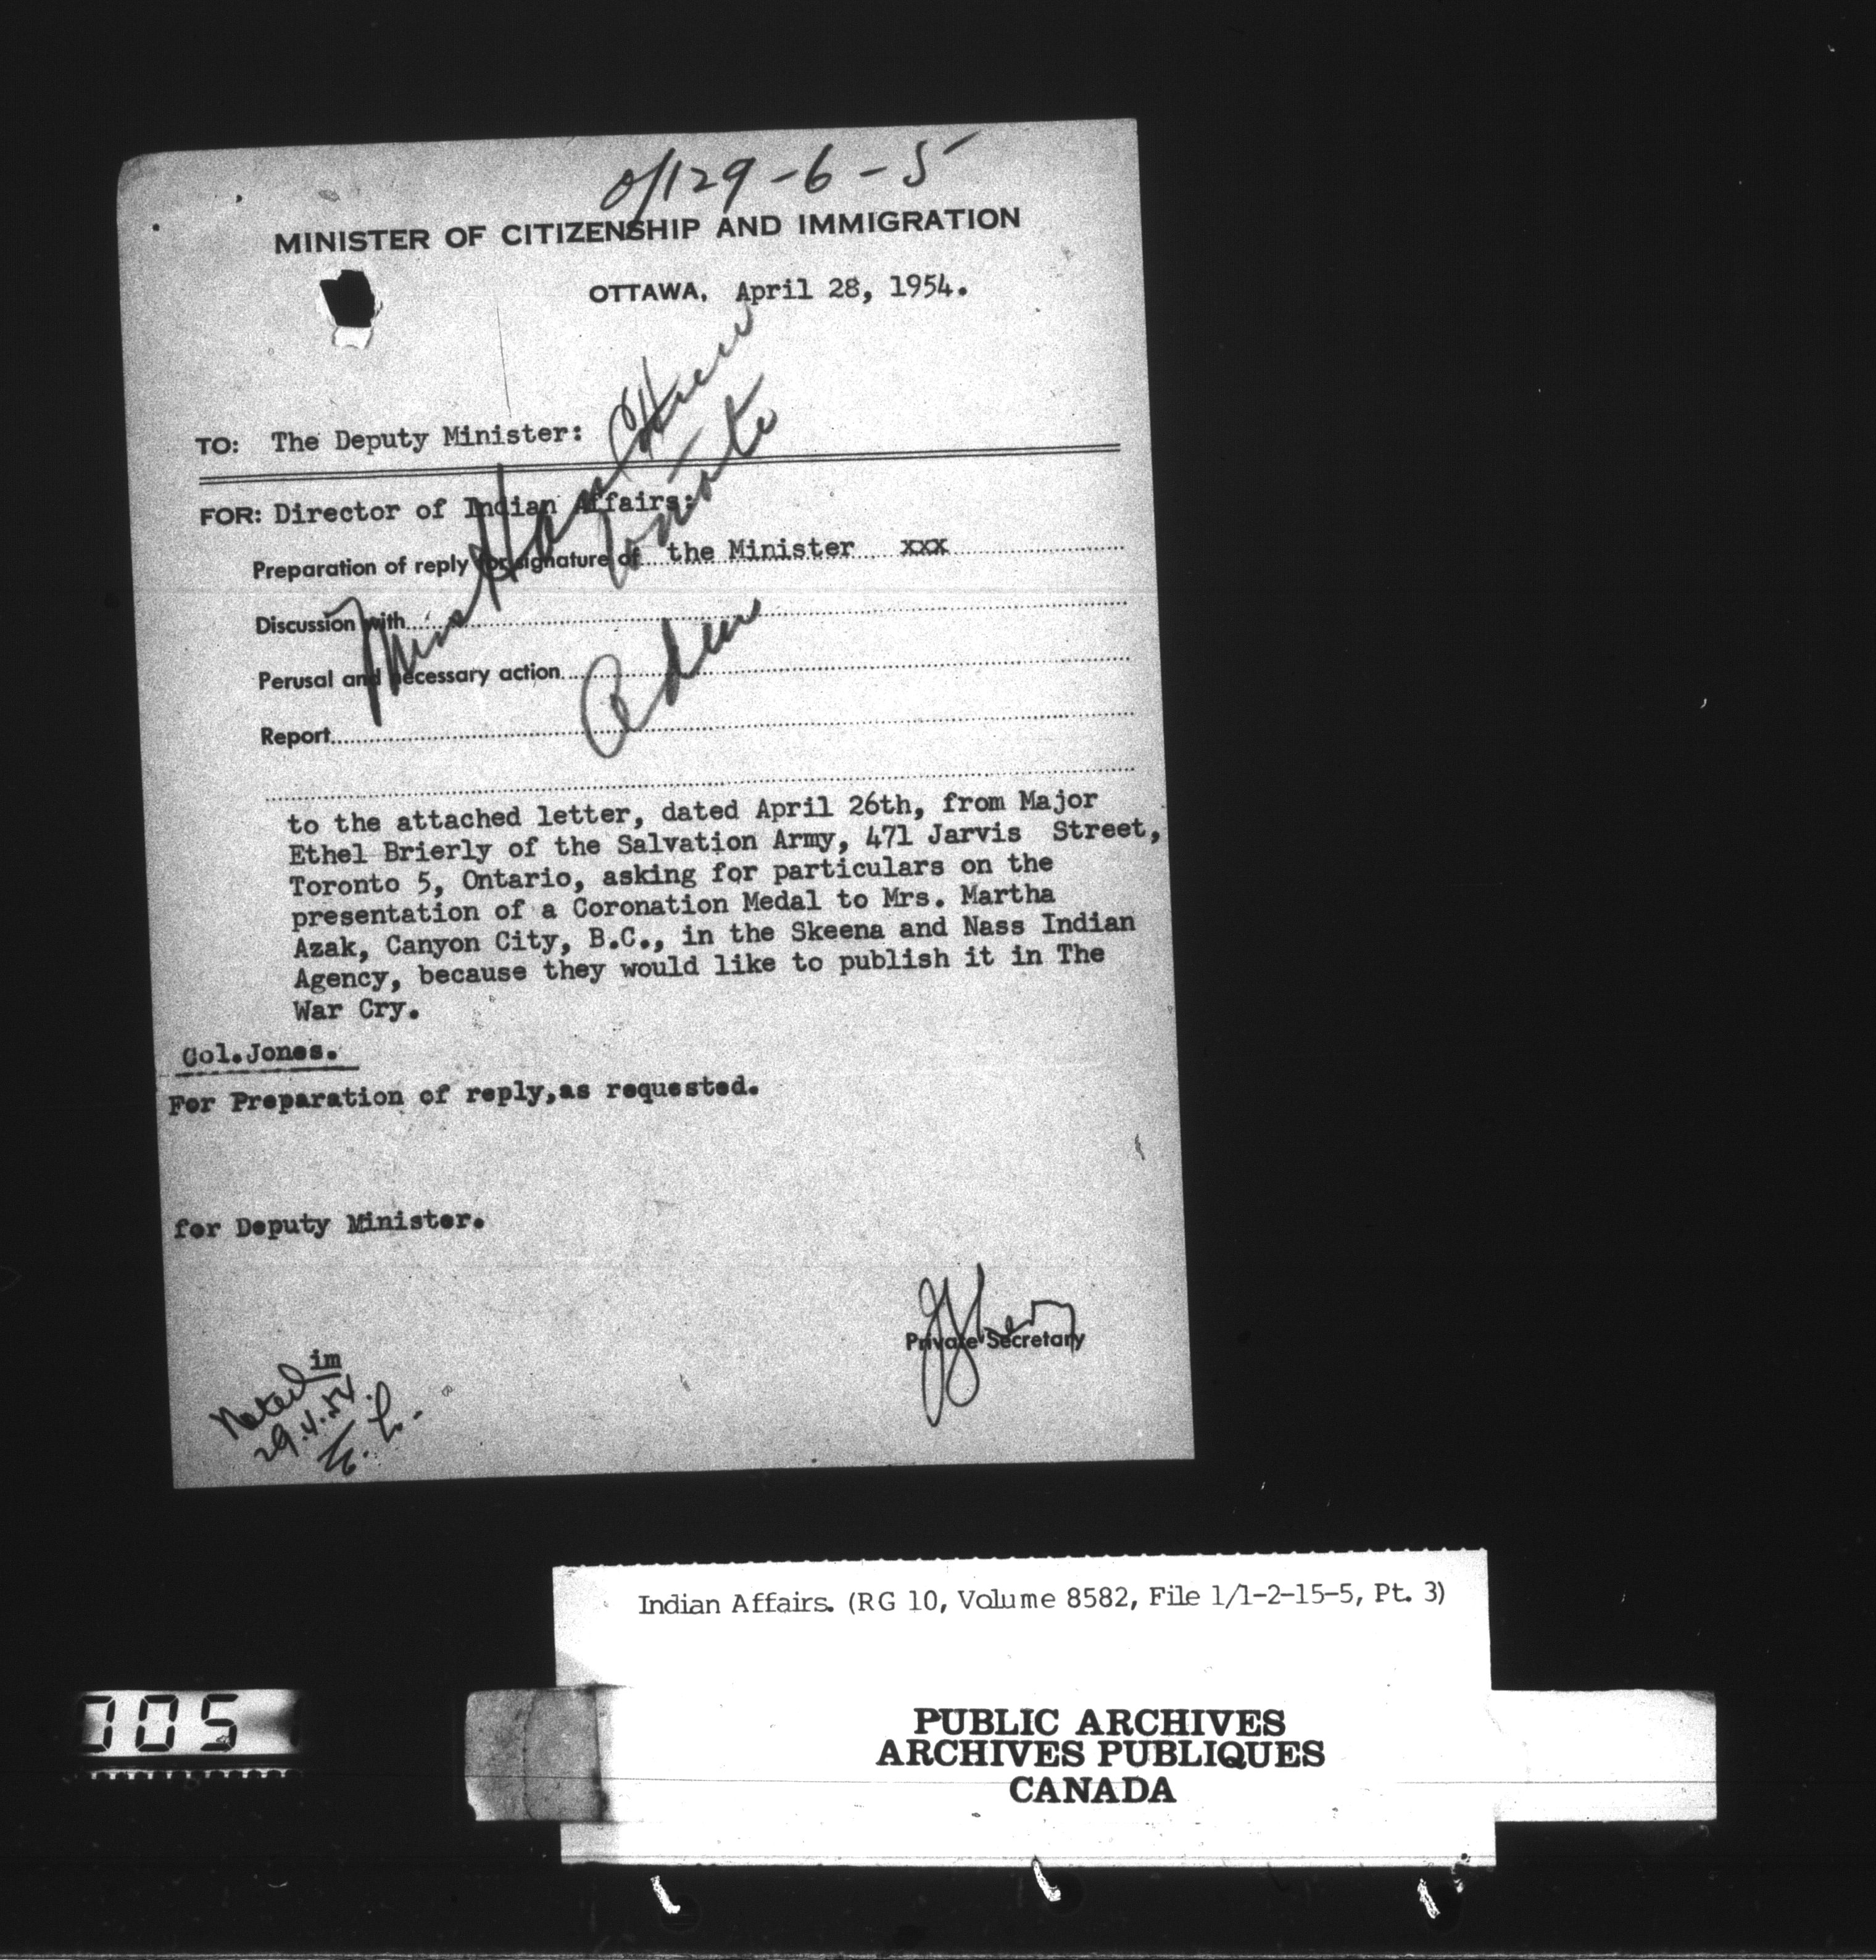 0/129-6-5
MINISTER OF CITIZENSHIP AND IMMIGRATION
OTTAWA, April 28, 1954.
TO: The Deputy Minister:
FOR: Director of Indian Affairs:
Preparation of reply for signature of the Minister xxx
Discussion with
Perusal and necessary action
Report
to the attached letter, dated April 26th, from Major
Ethel Brierly of the Salvation Army, 471 Jarvis Street,
Toronto 5, Ontario, asking for particulars on the
presentation of a Coronation Medal to Mrs. Martha
Azak, Canyon City, B.C., in the Skeena and Nass Indian
Agency, because they would like to publish it in The
War Cry.
Col.Jones.
For Preparation of reply,as requested.
for Deputy Minister.
Private Secretary
im
Noted
29.4.54.
Indian Affairs. (RG 10, Volume 8582, File 1/1-2-15-5, Pt. 3)
005
PUBLIC ARCHIVES
ARCHIVES PUBLIQUES
CANADA